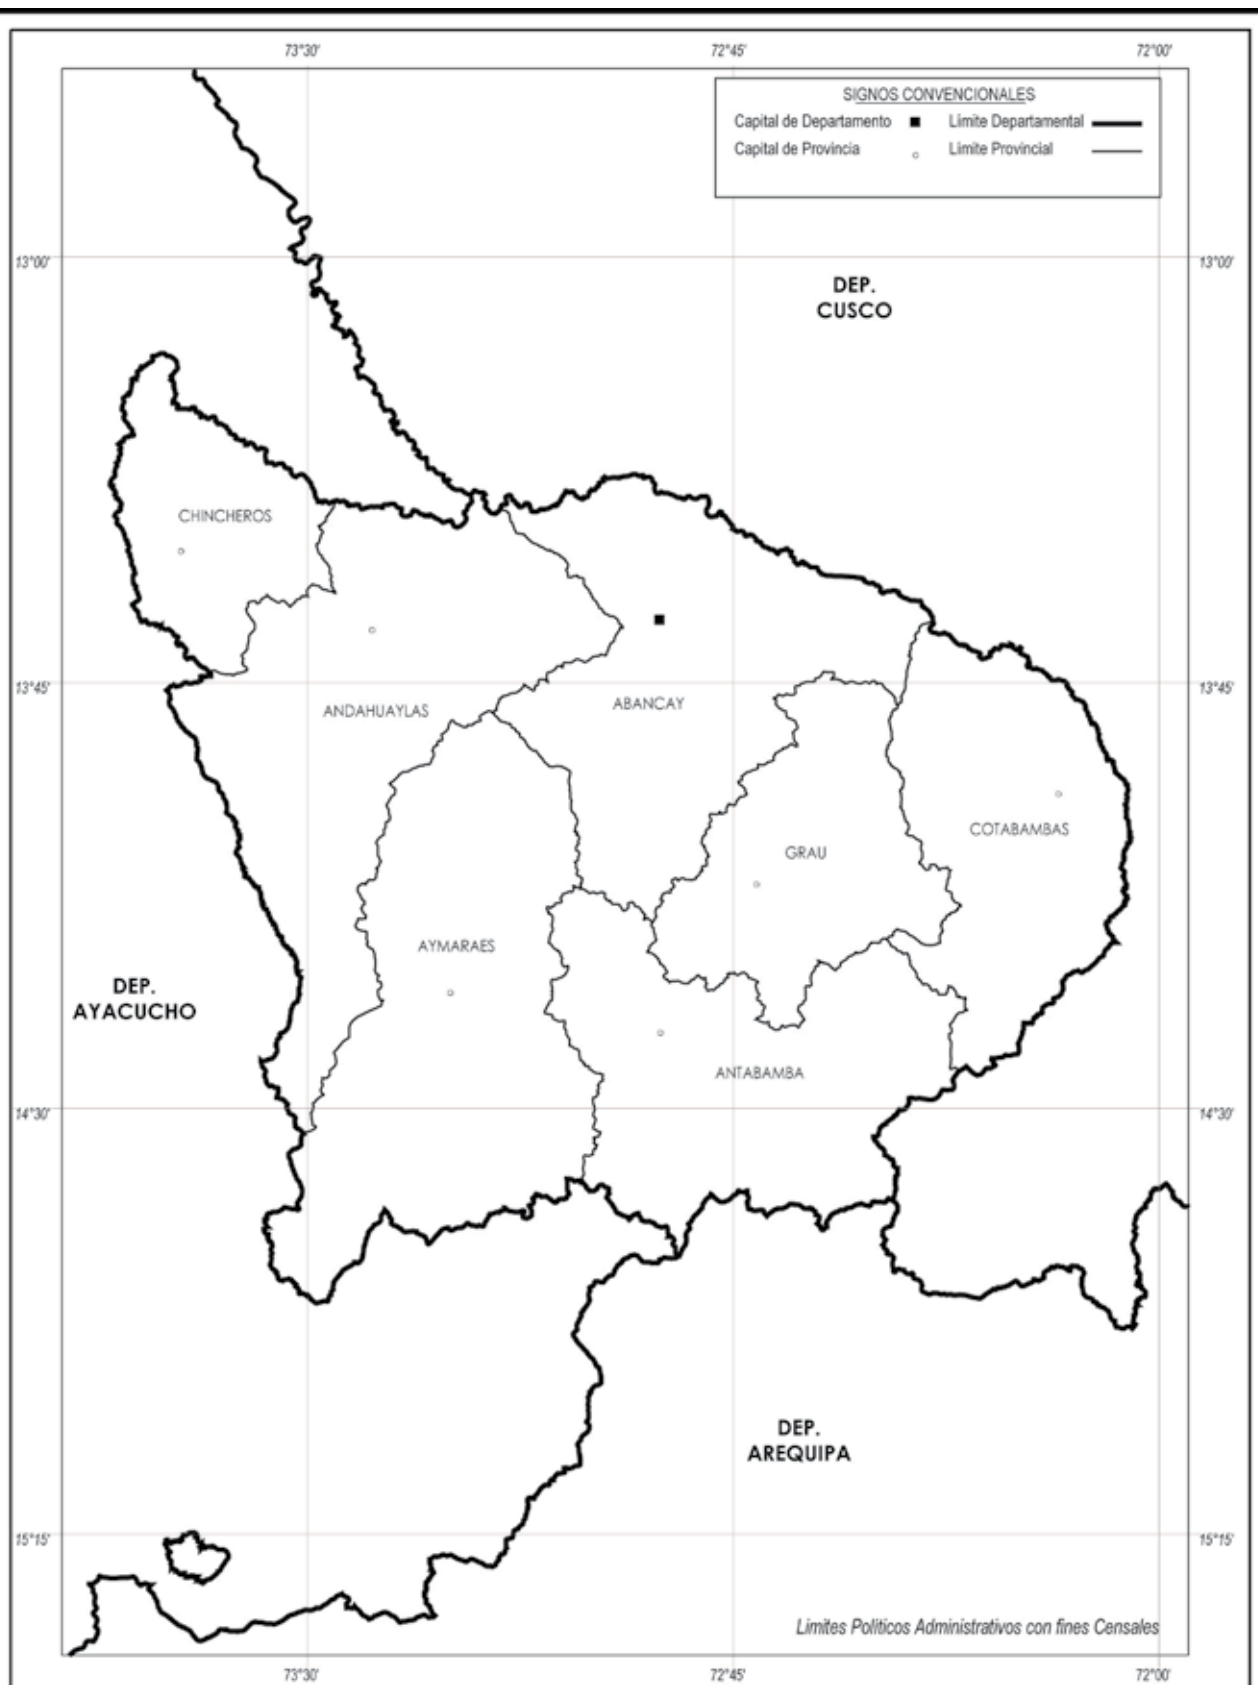 73°30'
72°45'
72°00'
SIGNOS CONVENCIONALES
Capital de Departamento
Limite Departamental
Capital de Provincia
Limite Provincial
13°00'
13°00'
DEP.
CUSCO
CHINCHEROS
13°45'
13°45'
ANDAHUAYLAS
ABANCAY
COTABAMBAS
GRAU
AYMARAES
DEP.
AYACUCHO
ANTABAMBA
14°30'
14°30'
DEP.
AREQUIPA
15°15'
15°15'
Limites Politicos Administrativos con fines Censales
73°30'
72°45'
72°00'